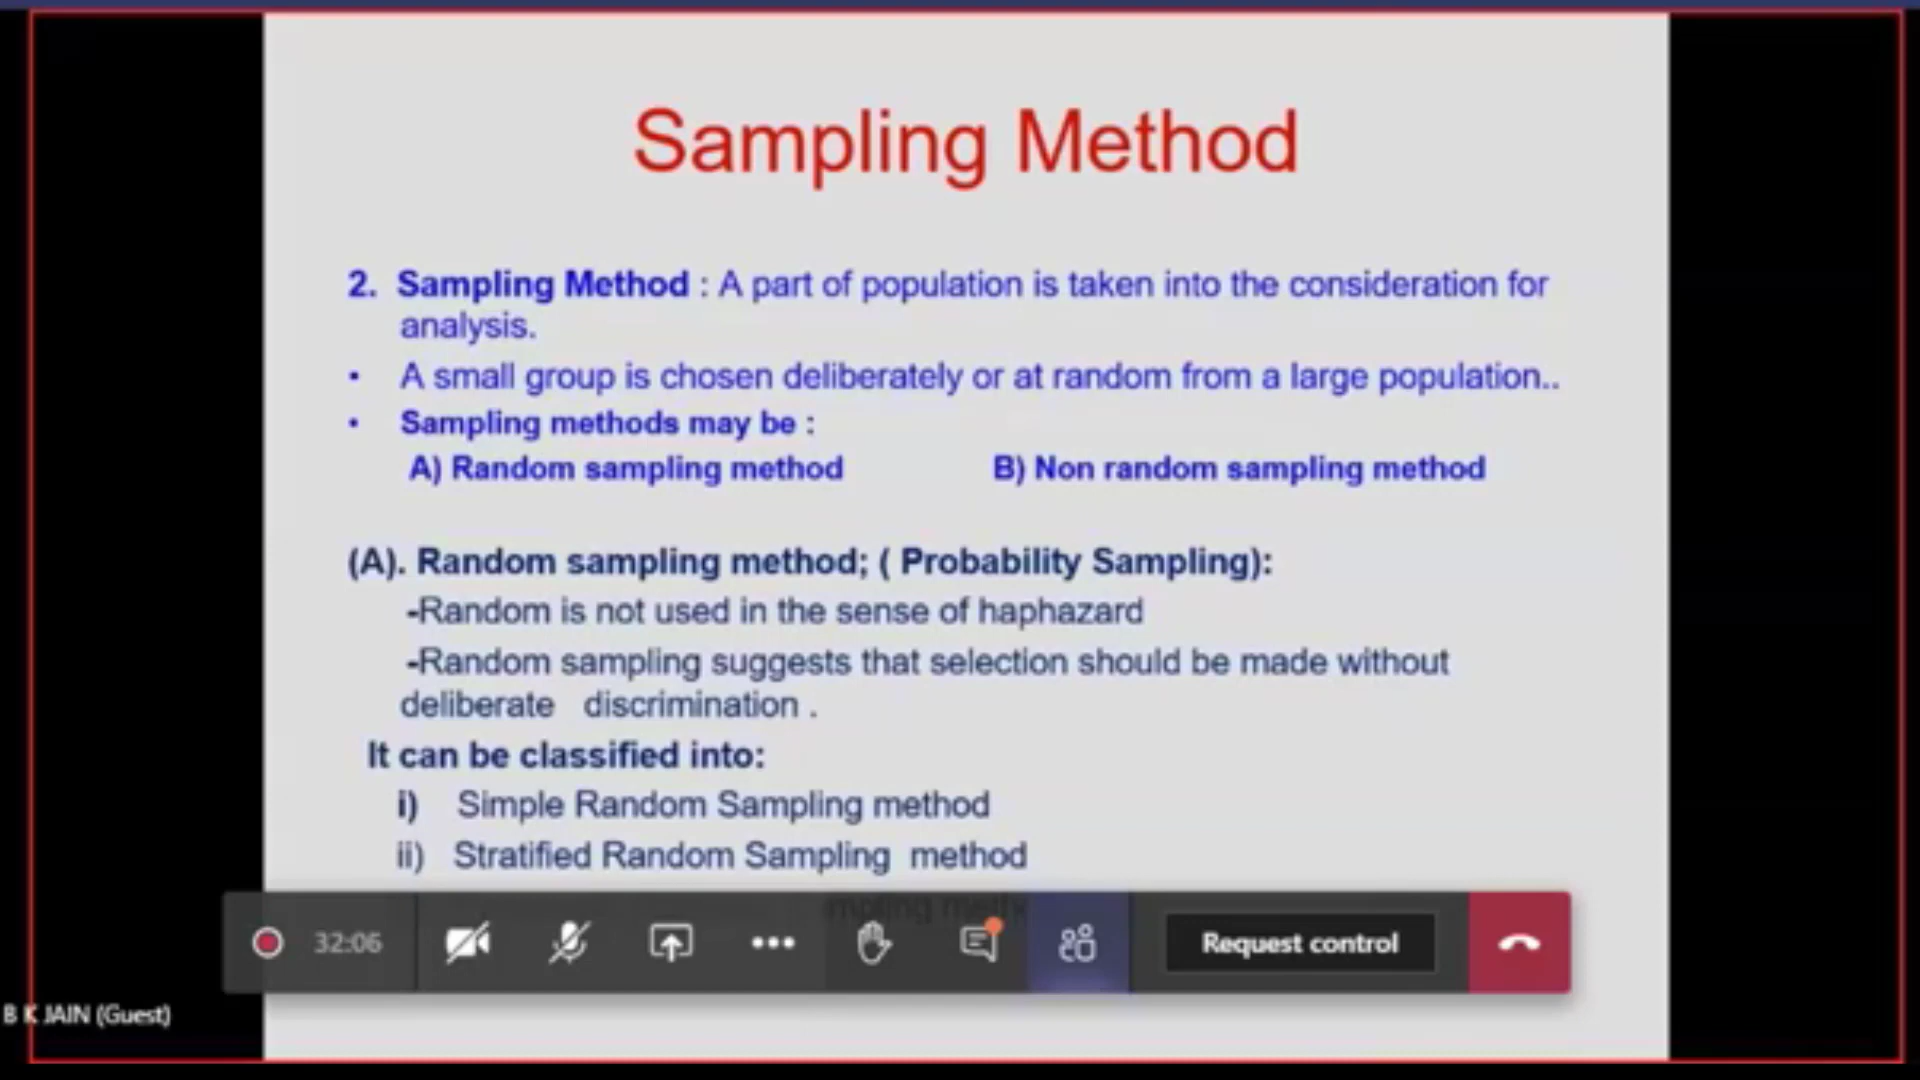 Sampling Method
2. Sampling Method : A part of population is taken into the consideration for
analysis.
• A small group is chosen deliberately or at random from a large population..
• Sampling methods may be :
A) Random sampling method B) Non random sampling method
(A). Random sampling method; ( Probability Sampling):
-Random is not used in the sense of haphazard
-Random sampling suggests that selection should be made without
deliberate discrimination .
It can be classified into:
i) Simple Random Sampling method
ii) Stratified Random Sampling method
32:06
Request control
B K JAIN (Guest)